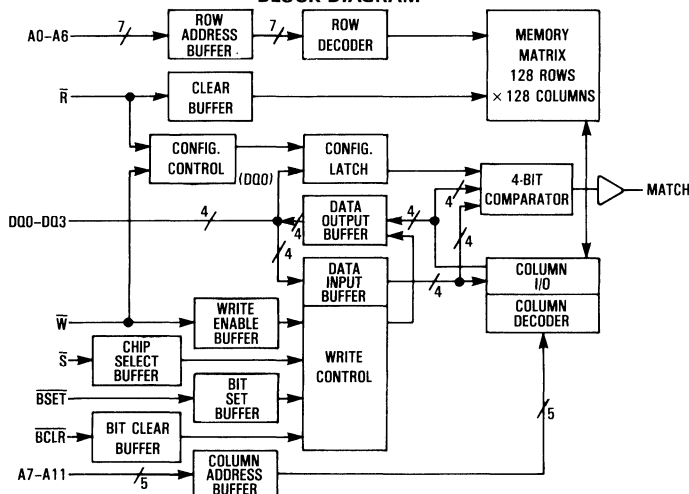 BLOCK DIAGRAM
A0-A6
7
ROW ADDRESS BUFFER
7
ROW DECODER
MEMORY MATRIX 128 ROWS × 128 COLUMNS
R̅
CLEAR BUFFER
CONFIG. CONTROL
(DQ0)
CONFIG. LATCH
4
4-BIT COMPARATOR
MATCH
DQ0-DQ3
4
4
DATA OUTPUT BUFFER
4
4
4
DATA INPUT BUFFER
4
COLUMN I/O
COLUMN DECODER
W̅
WRITE ENABLE BUFFER
WRITE CONTROL
S̅
CHIP SELECT BUFFER
B̅S̅E̅T̅
BIT SET BUFFER
B̅C̅L̅R̅
BIT CLEAR BUFFER
5
A7-A11
5
COLUMN ADDRESS BUFFER